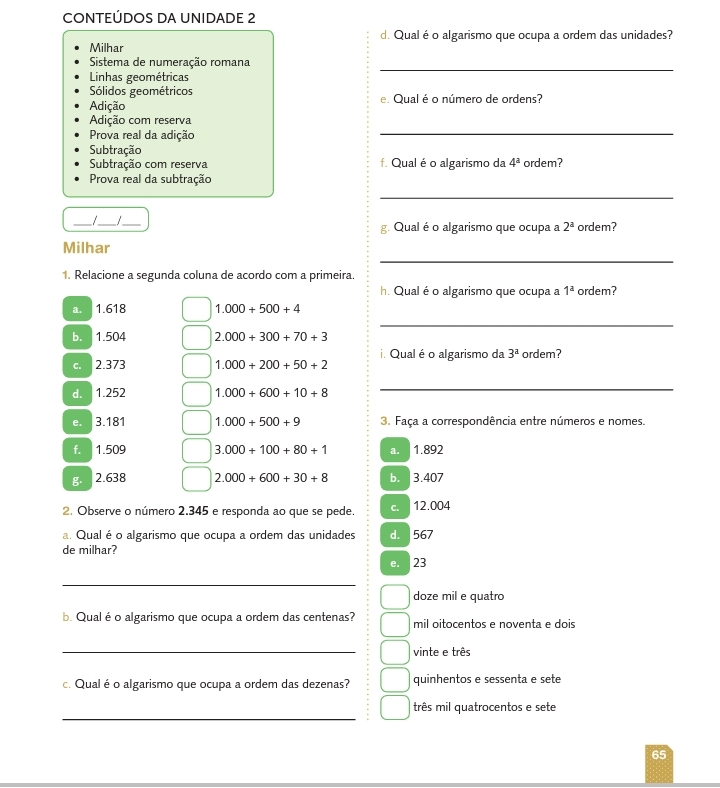 CONTEÚDOS DA UNIDADE 2
• Milhar
• Sistema de numeração romana
• Linhas geométricas
• Sólidos geométricos
• Adição
• Adição com reserva
• Prova real da adição
• Subtração
• Subtração com reserva
• Prova real da subtração
___/___/___
Milhar
1. Relacione a segunda coluna de acordo com a primeira.
a. 1.618 1.000 + 500 + 4
b. 1.504 2.000 + 300 + 70 + 3
c. 2.373 1.000 + 200 + 50 + 2
d. 1.252 1.000 + 600 + 10 + 8
e. 3.181 1.000 + 500 + 9
f. 1.509 3.000 + 100 + 80 + 1
g. 2.638 2.000 + 600 + 30 + 8
2. Observe o número 2.345 e responda ao que se pede.
a. Qual é o algarismo que ocupa a ordem das unidades
de milhar?
b. Qual é o algarismo que ocupa a ordem das centenas?
c. Qual é o algarismo que ocupa a ordem das dezenas?
d. Qual é o algarismo que ocupa a ordem das unidades?
e. Qual é o número de ordens?
f. Qual é o algarismo da 4ª ordem?
g. Qual é o algarismo que ocupa a 2ª ordem?
h. Qual é o algarismo que ocupa a 1ª ordem?
i. Qual é o algarismo da 3ª ordem?
3. Faça a correspondência entre números e nomes.
a. 1.892
b. 3.407
c. 12.004
d. 567
e. 23
doze mil e quatro
mil oitocentos e noventa e dois
vinte e três
quinhentos e sessenta e sete
três mil quatrocentos e sete
65